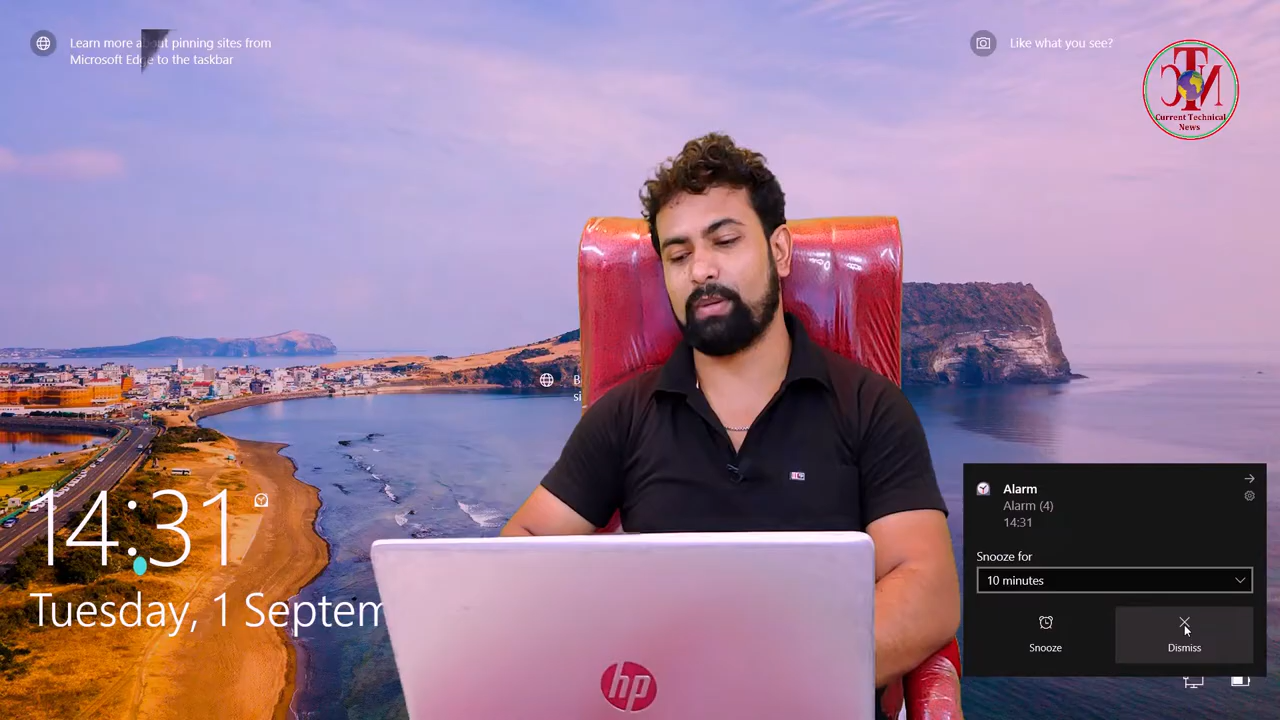 Learn more about pinning sites from
Microsoft Edge to the taskbar
Like what you see?
CTN
Current Technical
News
14:31
Tuesday, 1 Septem
Alarm
Alarm (4)
14:31
Snooze for
10 minutes
Snooze
Dismiss
hp